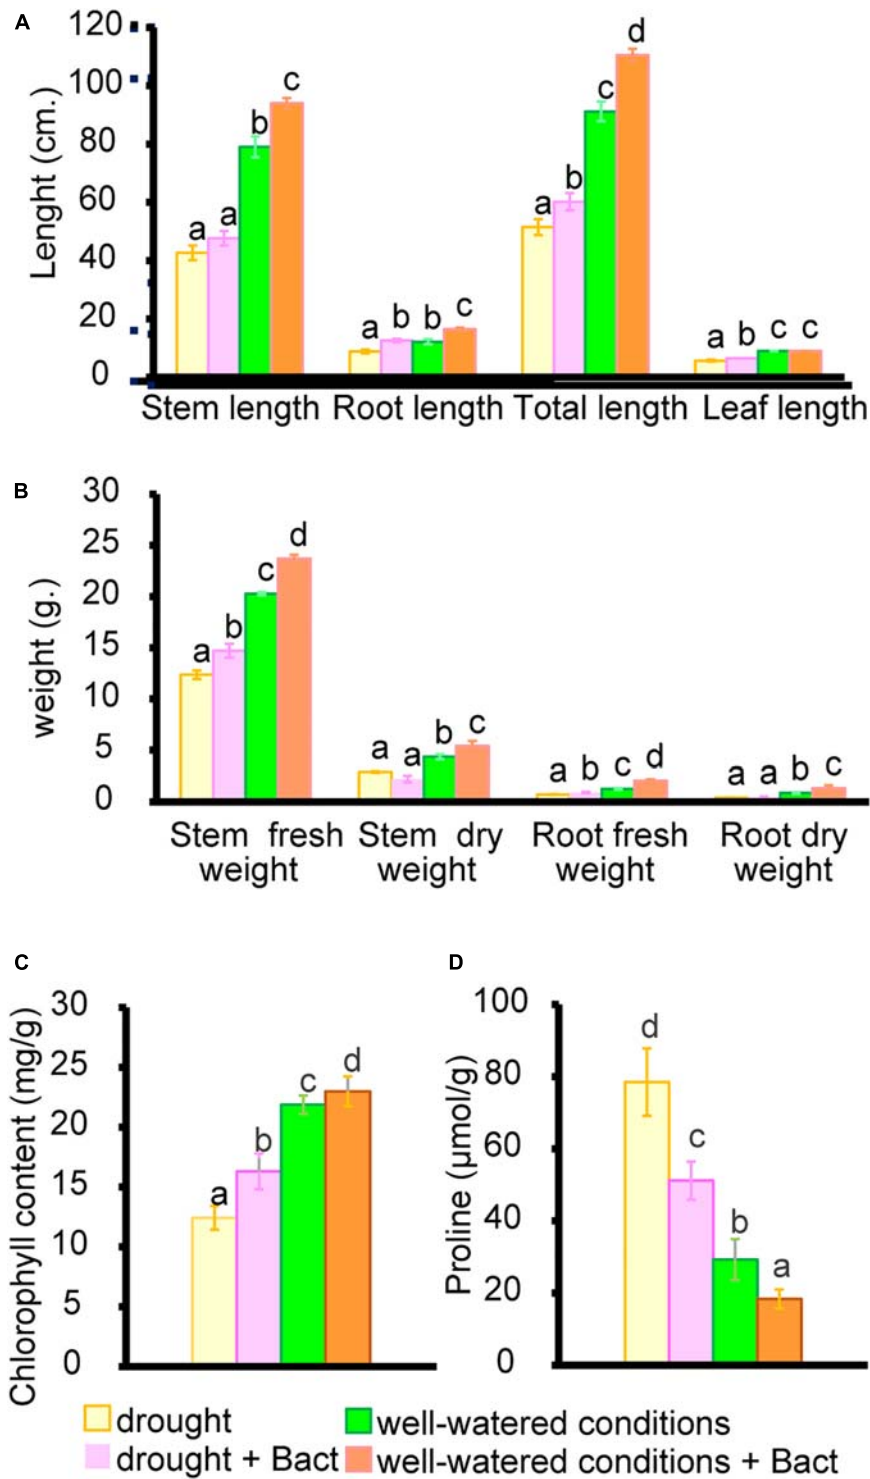 A
Lenght (cm.)
120
100
80
60
40
20
0
a a b c
a b b c
a b c d
a b c c
Stem length Root length Total length Leaf length
B
weight (g.)
30
25
20
15
10
5
0
a b c d
a a b c
a b c d
a a b c
Stem fresh weight
Stem dry weight
Root fresh weight
Root dry weight
C
Chlorophyll content (mg/g)
30
25
20
15
10
5
0
a b c d
D
Proline (µmol/g)
100
80
60
40
20
0
d c b a
drought
well-watered conditions
drought + Bact
well-watered conditions + Bact